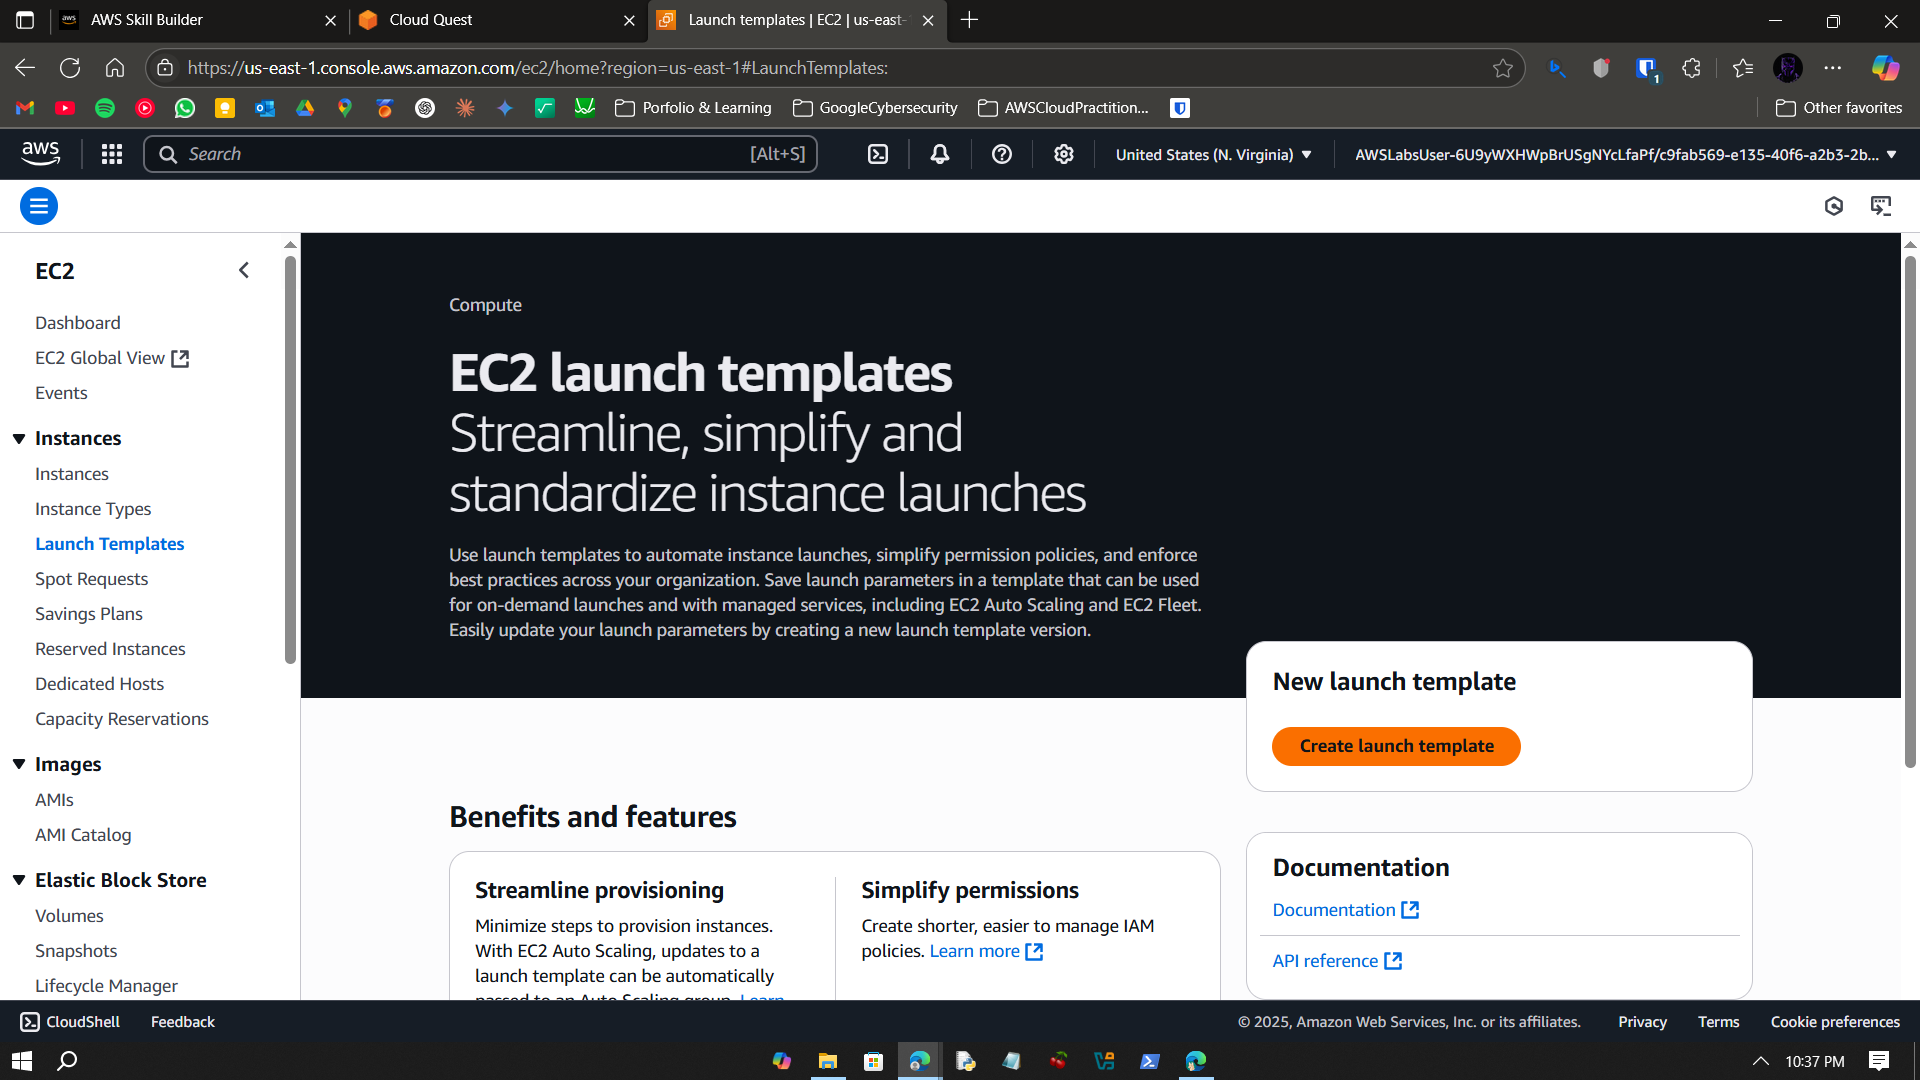 AWS Skill Builder
Cloud Quest
Launch templates | EC2 | us-east-
https://us-east-1.console.aws.amazon.com/ec2/home?region=us-east-1#LaunchTemplates:
1
Porfolio & Learning
GoogleCybersecurity
AWSCloudPractition...
Other favorites
aws
Search
[Alt+S]
United States (N. Virginia)
AWSLabsUser-6U9yWXHWpBrUSgNYcLfaPf/c9fab569-e135-40f6-a2b3-2b...
EC2
Dashboard
EC2 Global View
Events
Instances
Instances
Instance Types
Launch Templates
Spot Requests
Savings Plans
Reserved Instances
Dedicated Hosts
Capacity Reservations
Images
AMIs
AMI Catalog
Elastic Block Store
Volumes
Snapshots
Lifecycle Manager
Compute
EC2 launch templates
Streamline, simplify and
standardize instance launches
Use launch templates to automate instance launches, simplify permission policies, and enforce
best practices across your organization. Save launch parameters in a template that can be used
for on-demand launches and with managed services, including EC2 Auto Scaling and EC2 Fleet.
Easily update your launch parameters by creating a new launch template version.
New launch template
Create launch template
Benefits and features
Streamline provisioning
Minimize steps to provision instances.
With EC2 Auto Scaling, updates to a
launch template can be automatically
passed to an Auto Scaling group. Learn
Simplify permissions
Create shorter, easier to manage IAM
policies. Learn more
Documentation
Documentation
API reference
CloudShell
Feedback
© 2025, Amazon Web Services, Inc. or its affiliates.
Privacy
Terms
Cookie preferences
10:37 PM